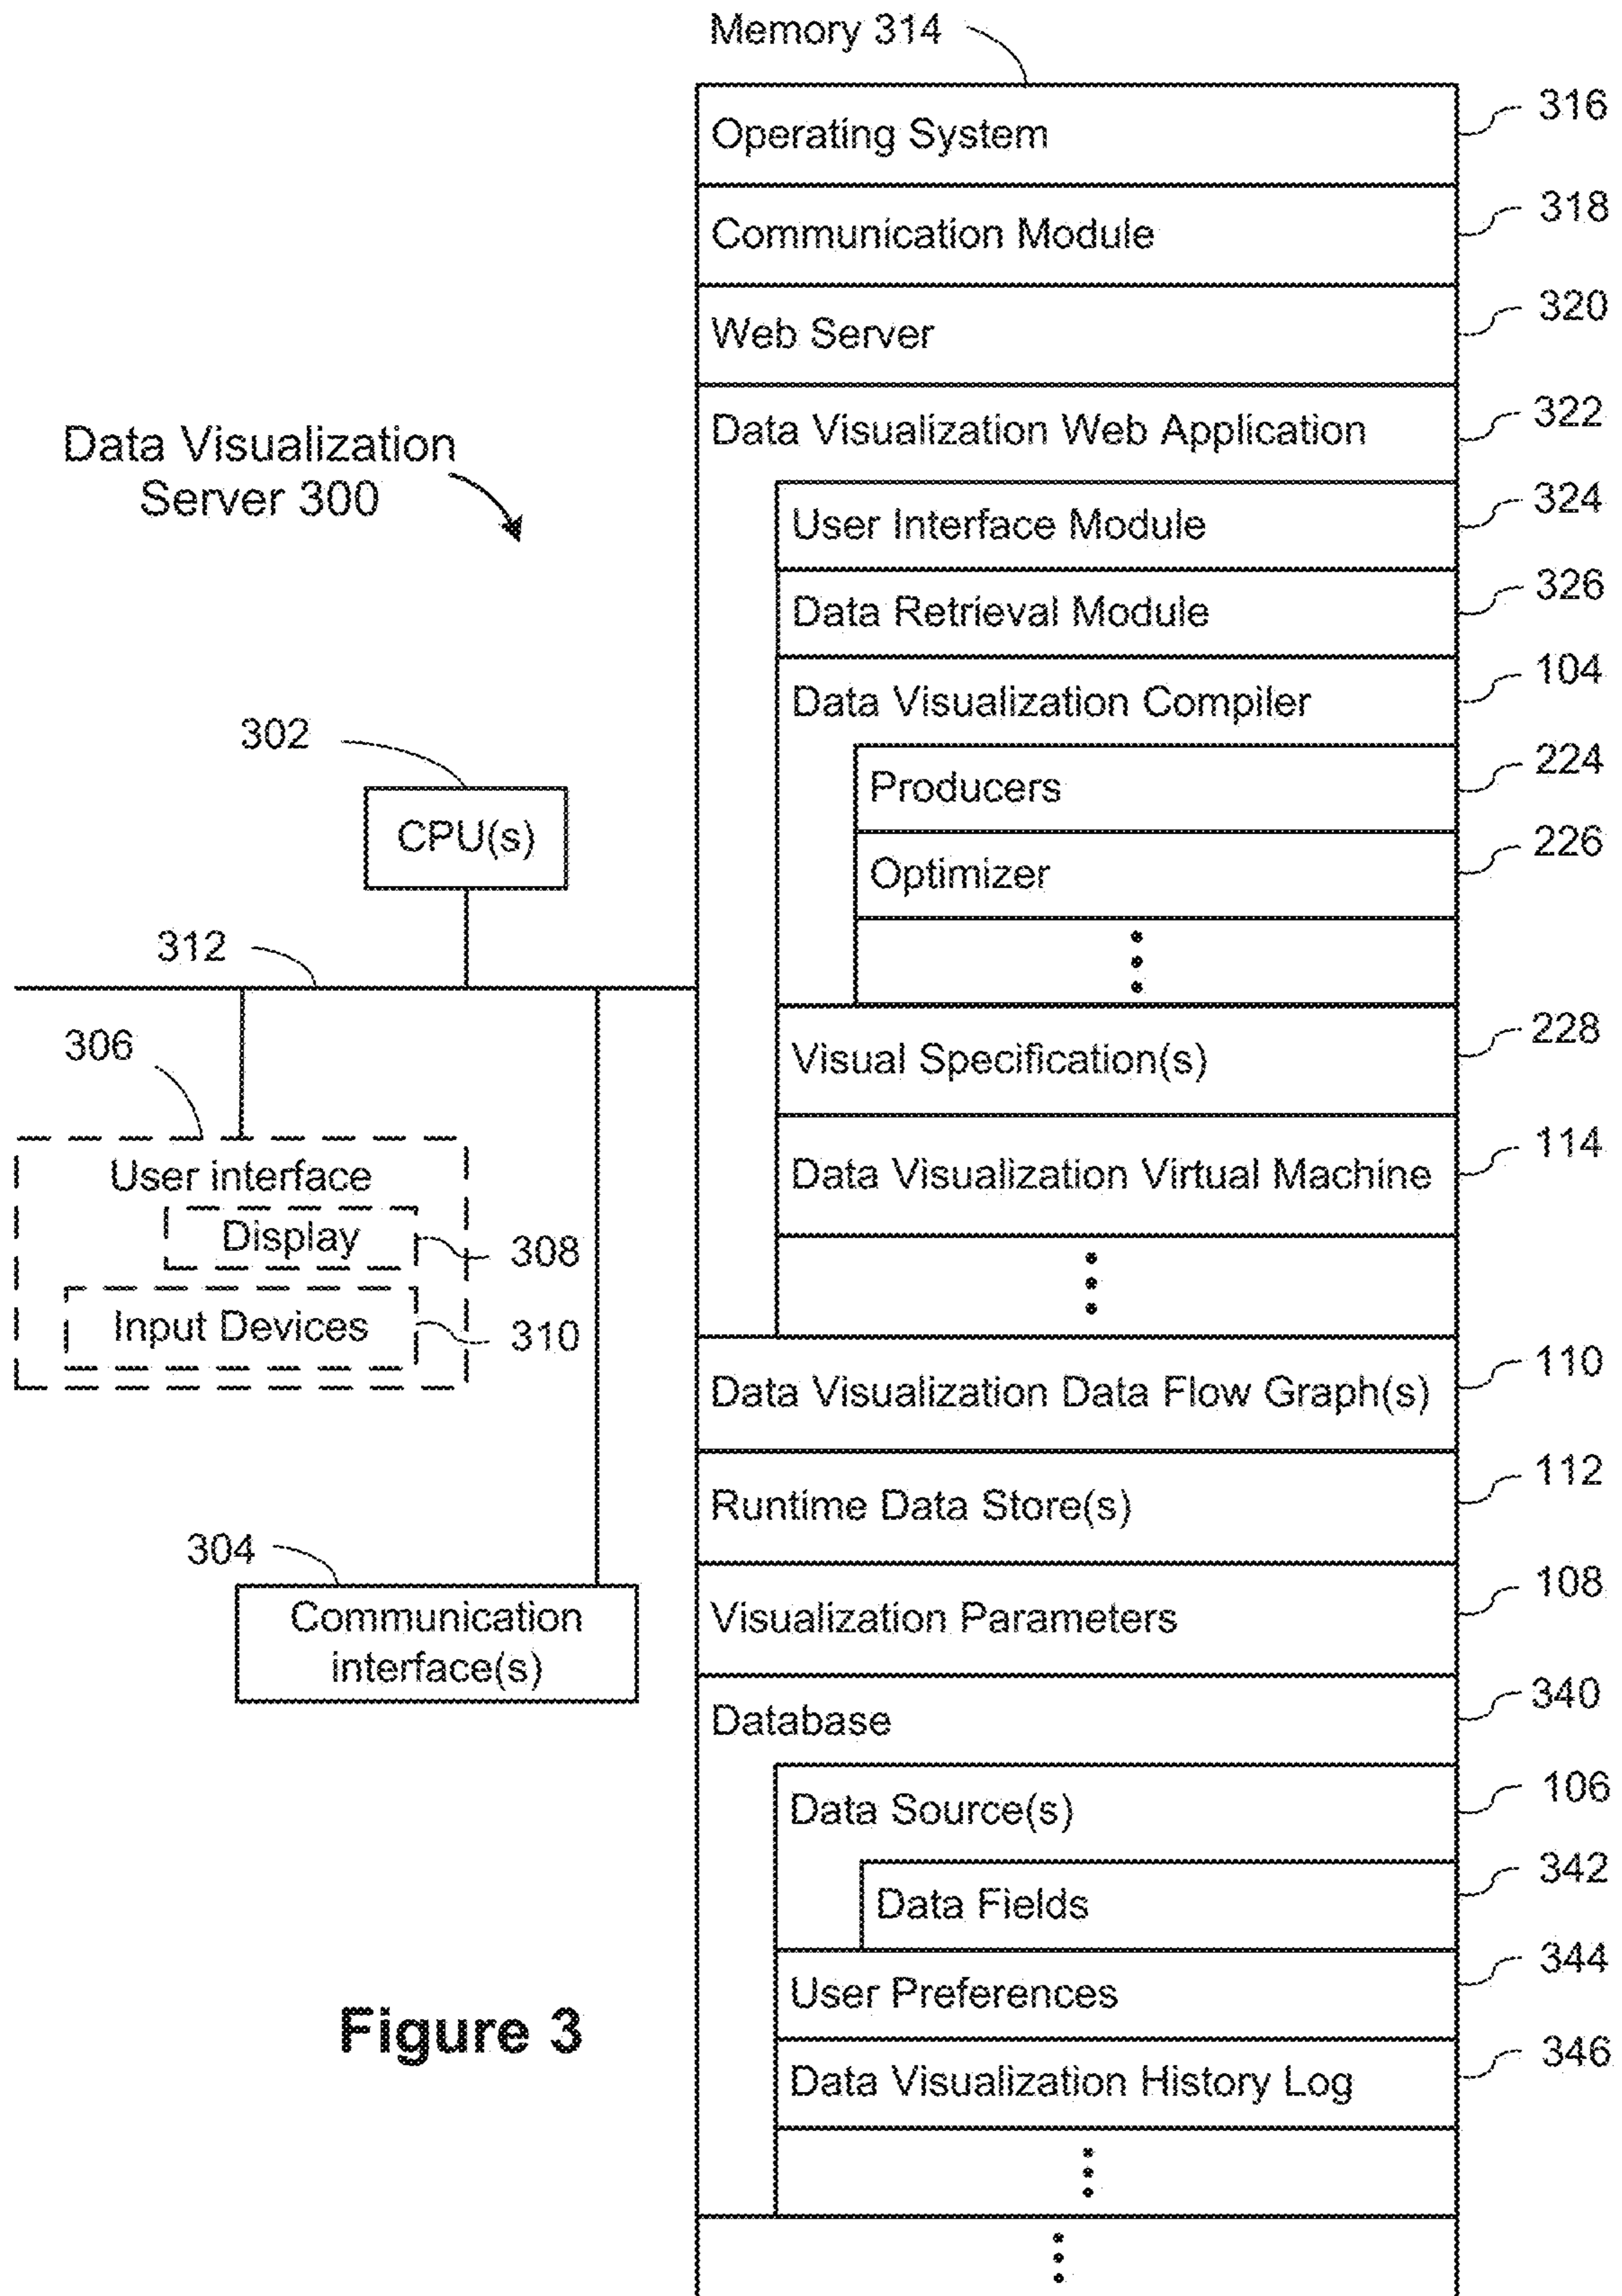 Memory 314
Operating System 316
Communication Module 318
Web Server 320
Data Visualization Web Application 322
User Interface Module 324
Data Retrieval Module 326
Data Visualization Compiler 104
Producers 224
Optimizer 226
Visual Specification(s) 228
Data Visualization Virtual Machine 114
Data Visualization Data Flow Graph(s) 110
Runtime Data Store(s) 112
Visualization Parameters 108
Database 340
Data Source(s) 106
Data Fields 342
User Preferences 344
Data Visualization History Log 346
Data Visualization
Server 300
302
CPU(s)
312
306
User interface
Display 308
Input Devices 310
304
Communication
interface(s)
Figure 3